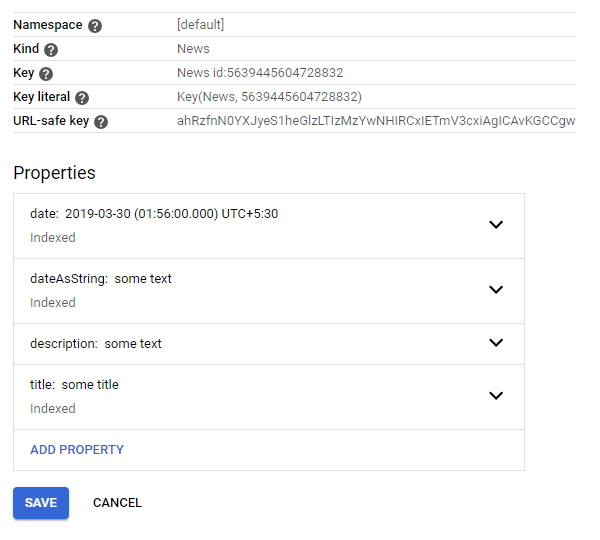 Namespace ? [default]
Kind ? News
Key ? News id:5639445604728832
Key literal ? Key(News, 5639445604728832)
URL-safe key ? ahRzfnN0YXJyeS1heGlzLTIzMzYwNHIRCxIETmV3cxiAgICAvKGCCgw
Properties
date: 2019-03-30 (01:56:00.000) UTC+5:30
Indexed
dateAsString: some text
Indexed
description: some text
title: some title
Indexed
ADD PROPERTY
SAVE CANCEL